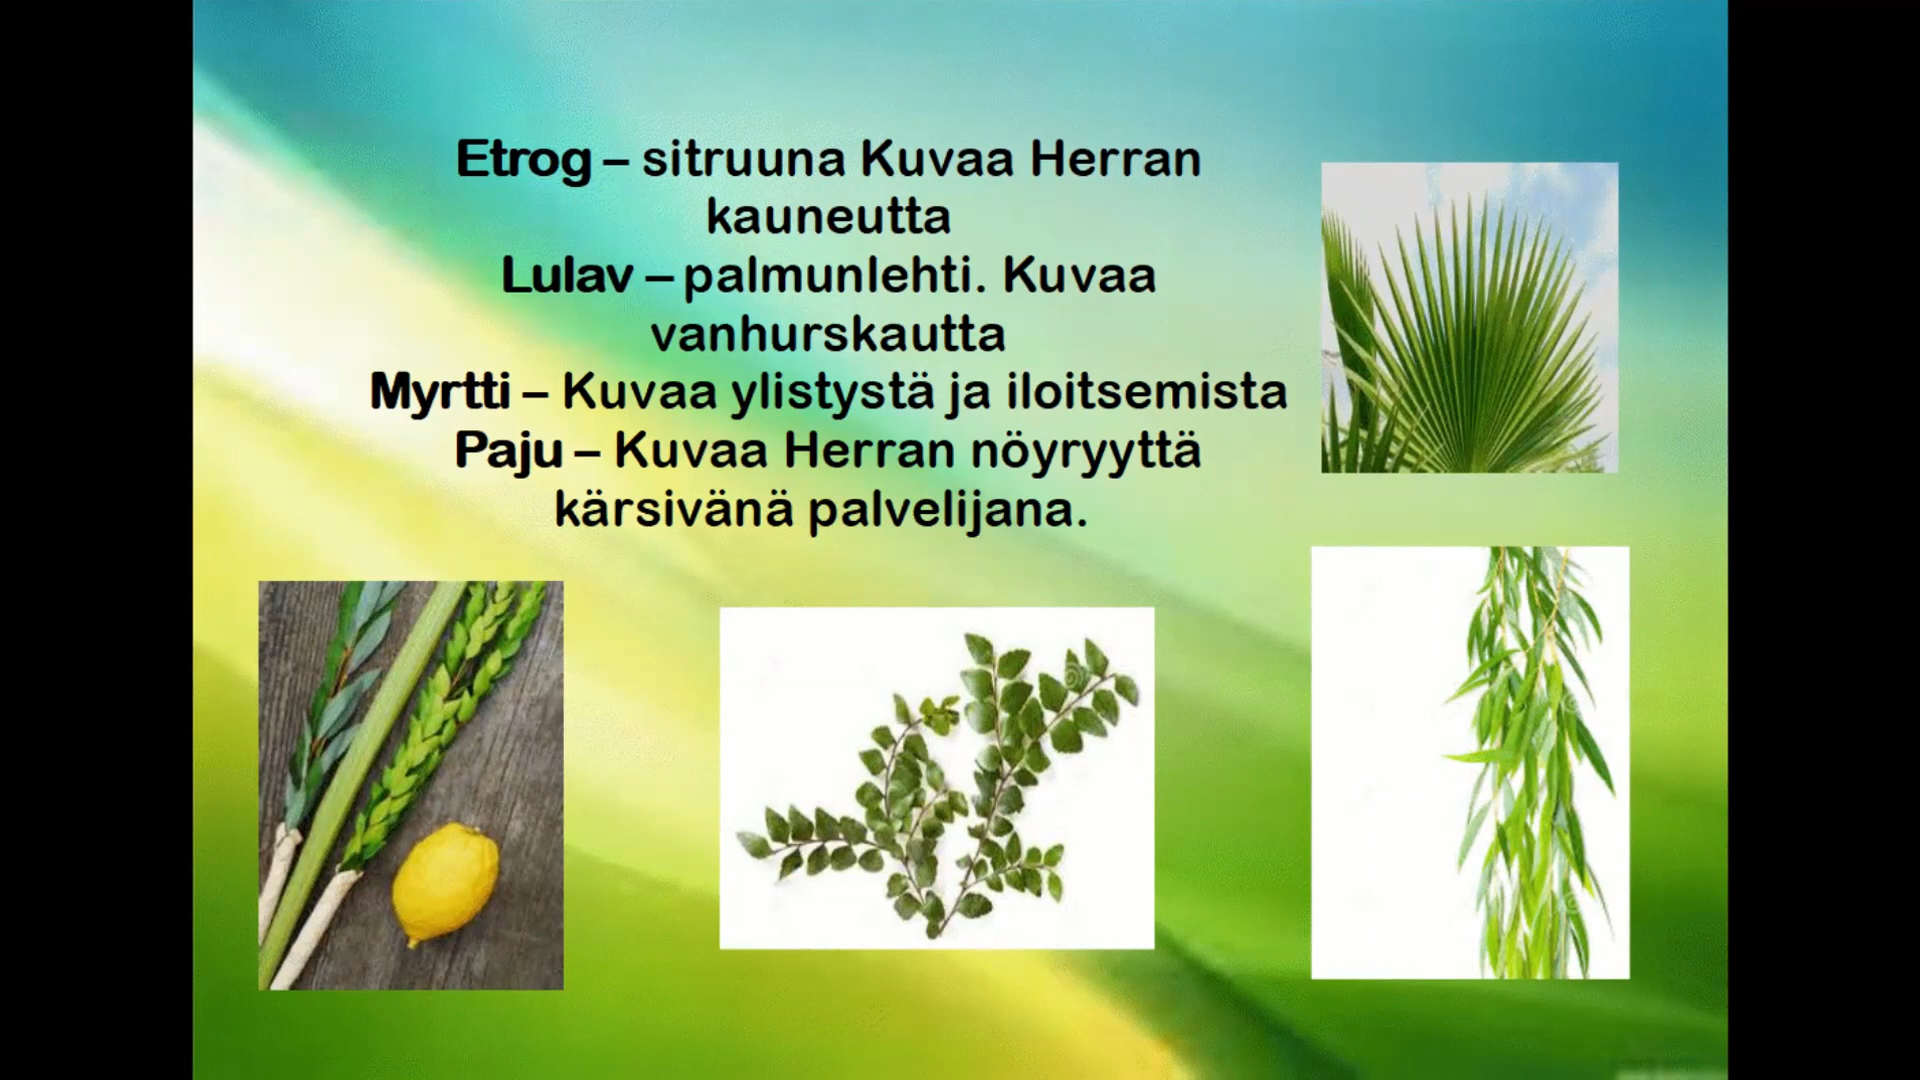 Etrog – sitruuna Kuvaa Herran
kauneutta
Lulav – palmunlehti. Kuvaa
vanhurskautta
Myrtti – Kuvaa ylistystä ja iloitsemista
Paju – Kuvaa Herran nöyryyttä
kärsivänä palvelijana.